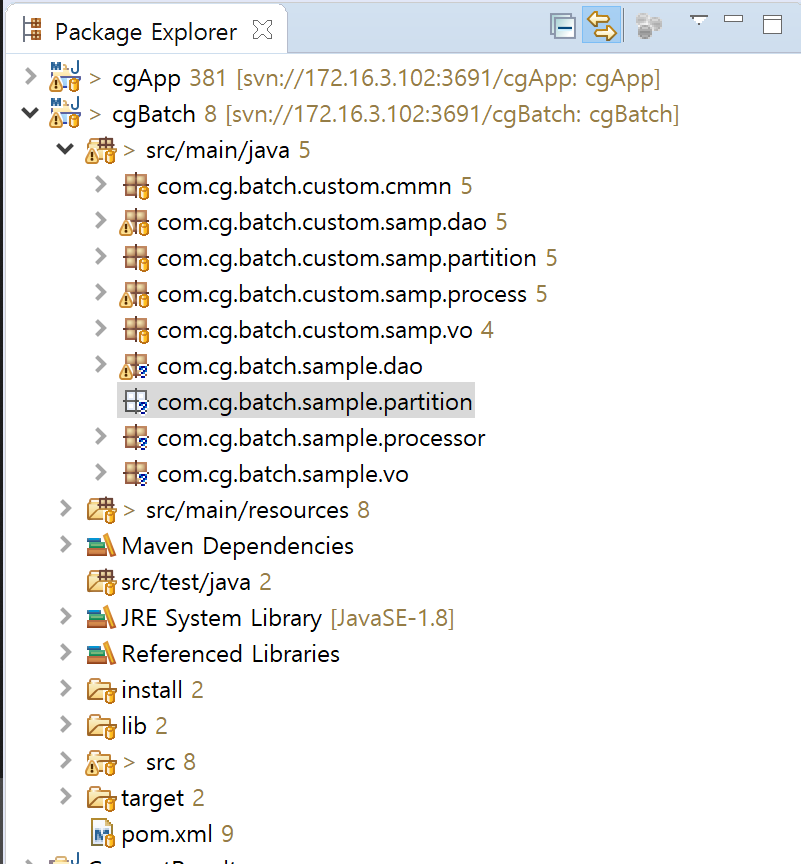 Package Explorer
> cgApp 381 [svn://172.16.3.102:3691/cgApp: cgApp]
> cgBatch 8 [svn://172.16.3.102:3691/cgBatch: cgBatch]
> src/main/java 5
com.cg.batch.custom.cmmn 5
com.cg.batch.custom.samp.dao 5
com.cg.batch.custom.samp.partition 5
com.cg.batch.custom.samp.process 5
com.cg.batch.custom.samp.vo 4
com.cg.batch.sample.dao
com.cg.batch.sample.partition
com.cg.batch.sample.processor
com.cg.batch.sample.vo
> src/main/resources 8
Maven Dependencies
src/test/java 2
JRE System Library [JavaSE-1.8]
Referenced Libraries
install 2
lib 2
> src 8
target 2
pom.xml 9